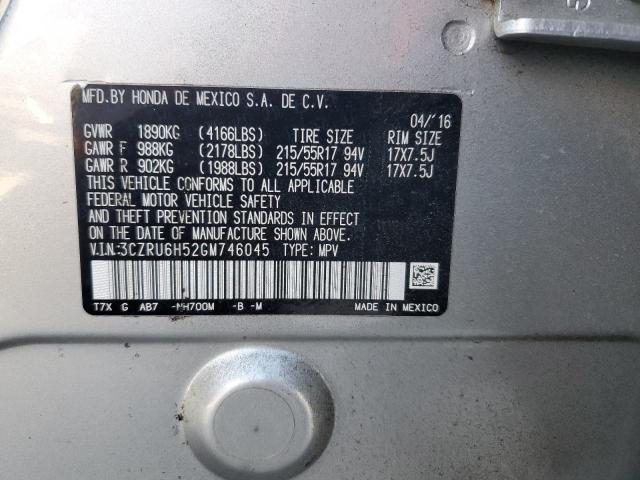 MFD.BY HONDA DE MEXICO S.A. DE C.V.
04/'16
GVWR 1890KG (4166LBS) TIRE SIZE RIM SIZE
GAWR F 988KG (2178LBS) 215/55R17 94V 17X7.5J
GAWR R 902KG (1988LBS) 215/55R17 94V 17X7.5J
THIS VEHICLE CONFORMS TO ALL APPLICABLE
FEDERAL MOTOR VEHICLE SAFETY
AND THEFT PREVENTION STANDARDS IN EFFECT
ON THE DATE OF MANUFACTURE SHOWN ABOVE.
V.I.N:3CZRU6H52GM746045 TYPE: MPV
T7X G AB7 -NH700M -B -M MADE IN MEXICO